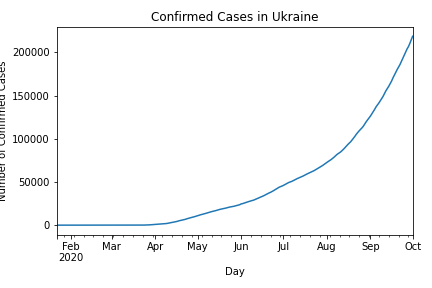 Confirmed Cases in Ukraine
Number of Confirmed Cases
200000
150000
100000
50000
0
Feb Mar Apr May Jun Jul Aug Sep Oct
2020
Day